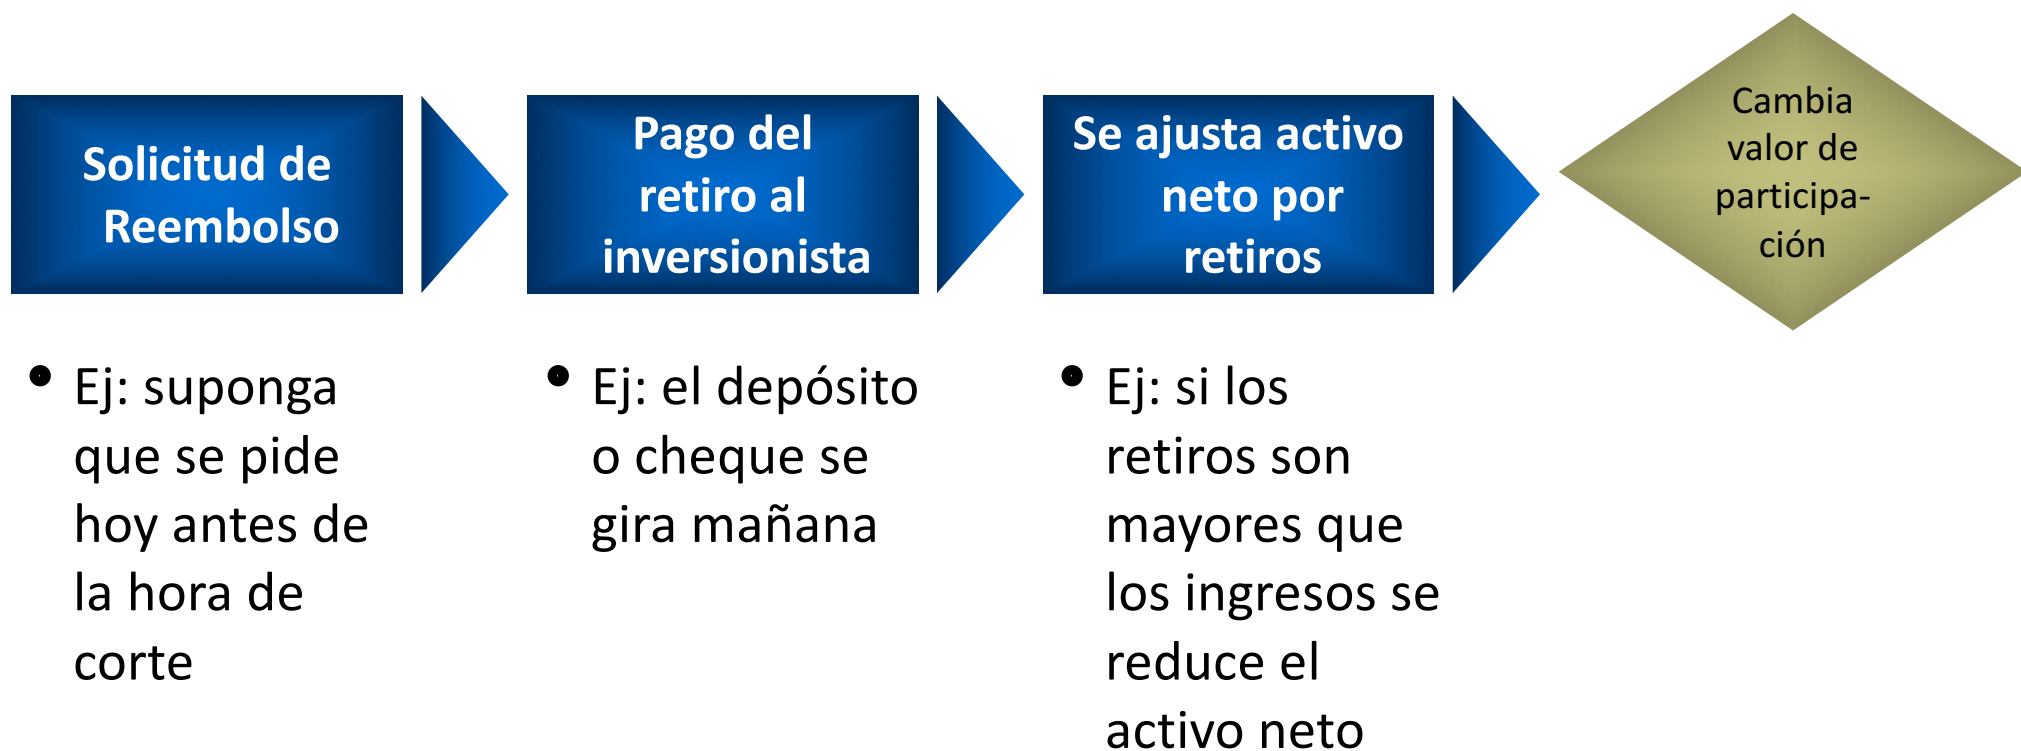 Solicitud de
Reembolso
Pago del
retiro al
inversionista
Se ajusta activo
neto por
retiros
Cambia
valor de
participa-
ción
• Ej: suponga
que se pide
hoy antes de
la hora de
corte
• Ej: el depósito
o cheque se
gira mañana
• Ej: si los
retiros son
mayores que
los ingresos se
reduce el
activo neto